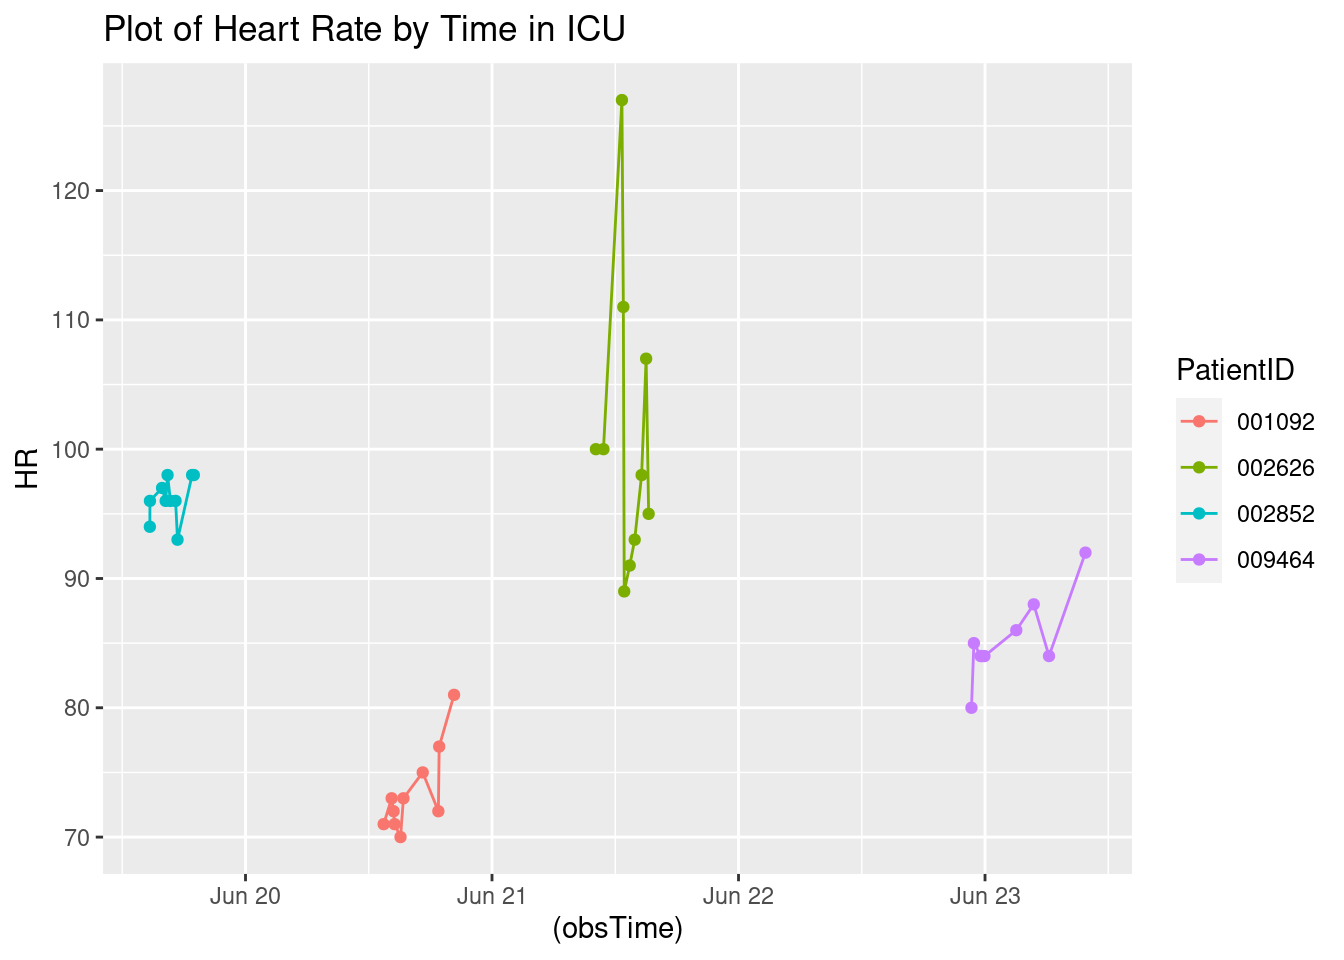 Plot of Heart Rate by Time in ICU
HR
120
110
100
90
80
70
Jun 20
Jun 21
Jun 22
Jun 23
(obsTime)
PatientID
001092
002626
002852
009464